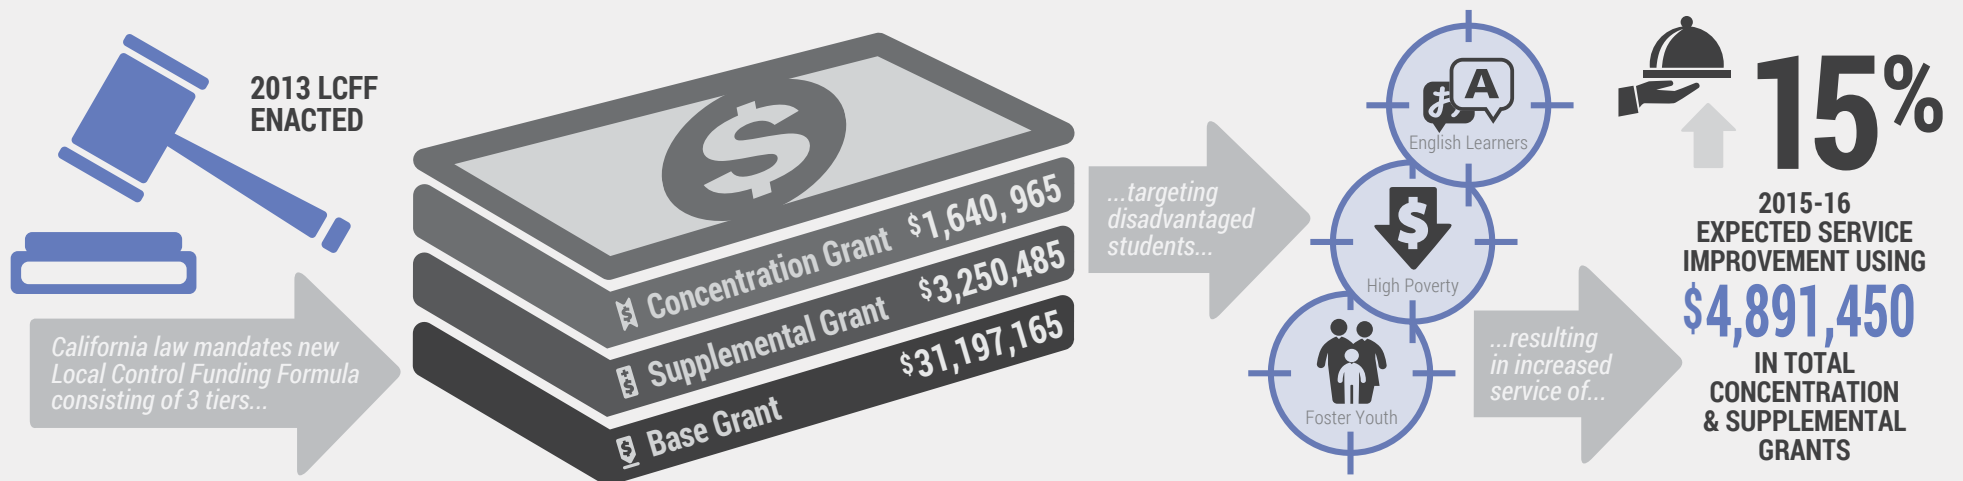 2013 LCFF
ENACTED
California law mandates new
Local Control Funding Formula
consisting of 3 tiers...
$
$ Concentration Grant $1,640, 965
$ Supplemental Grant $3,250,485
$ Base Grant $31,197,165
...targeting
disadvantaged
students...
あ A
English Learners
$
High Poverty
Foster Youth
...resulting
in increased
service of...
15%
2015-16
EXPECTED SERVICE
IMPROVEMENT USING
$4,891,450
IN TOTAL
CONCENTRATION
& SUPPLEMENTAL
GRANTS